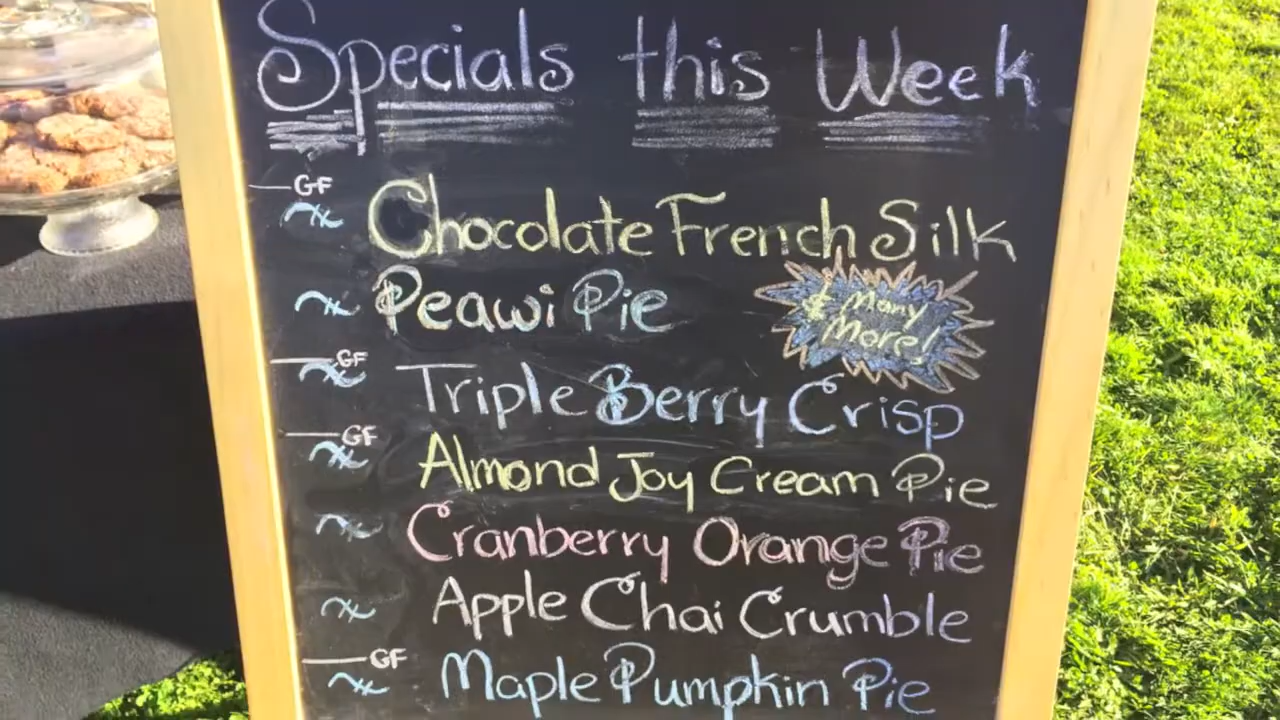 Specials this Week
GF
Chocolate French Silk
Peawi Pie
& Many
More!
GF
Triple Berry Crisp
GF
Almond Joy Cream Pie
Cranberry Orange Pie
Apple Chai Crumble
GF
Maple Pumpkin Pie